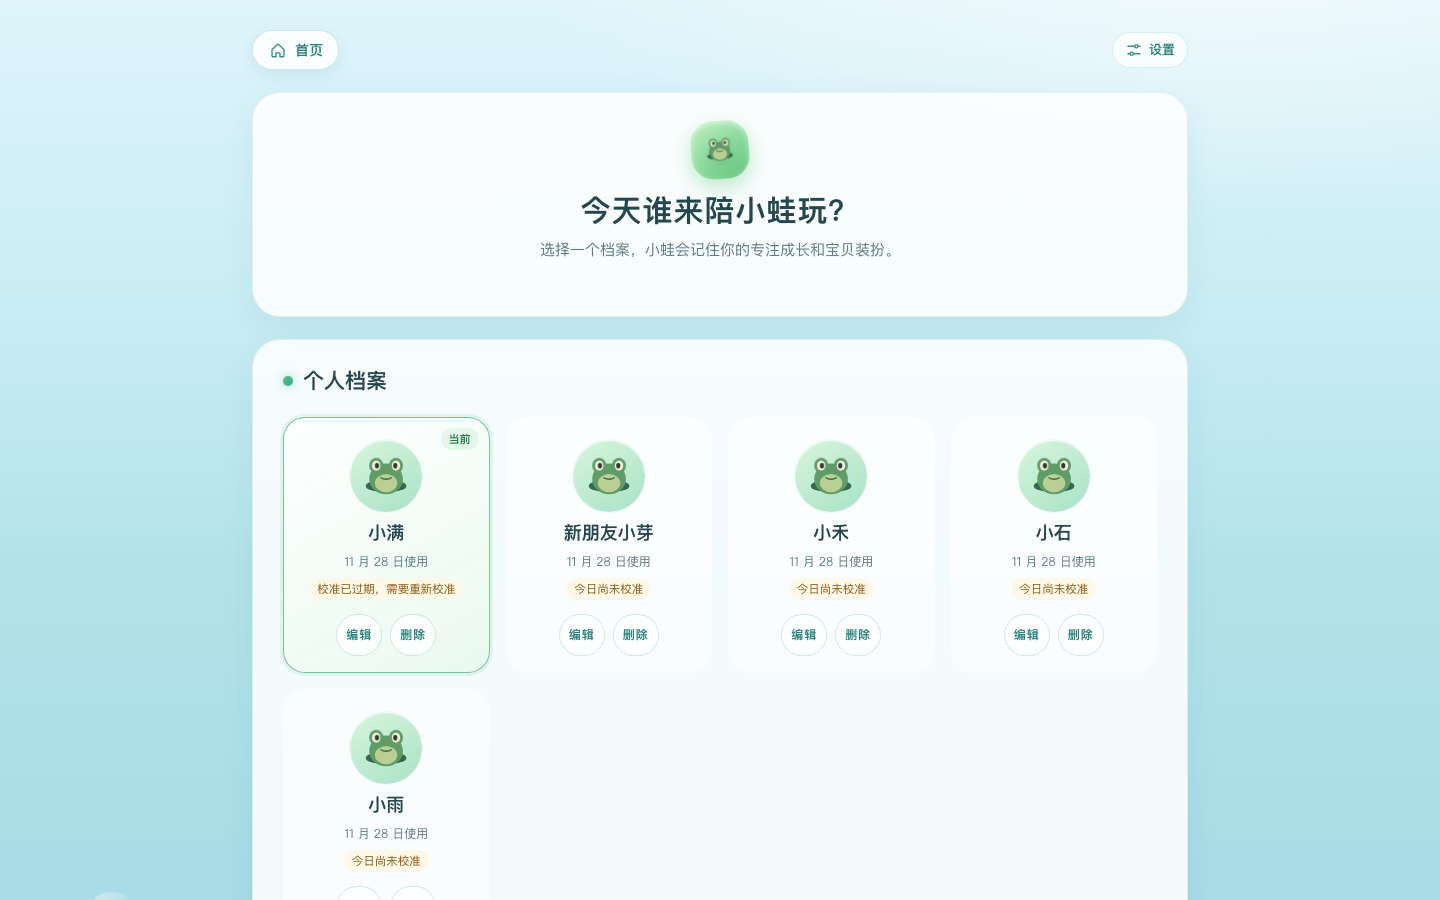 首页
设置
今天谁来陪小蛙玩?
选择一个档案，小蛙会记住你的专注成长和宝贝装扮。
个人档案
当前
小满
11 月 28 日使用
校准已过期，需要重新校准
编辑 删除
新朋友小芽
11 月 28 日使用
今日尚未校准
编辑 删除
小禾
11 月 28 日使用
今日尚未校准
编辑 删除
小石
11 月 28 日使用
今日尚未校准
编辑 删除
小雨
11 月 28 日使用
今日尚未校准